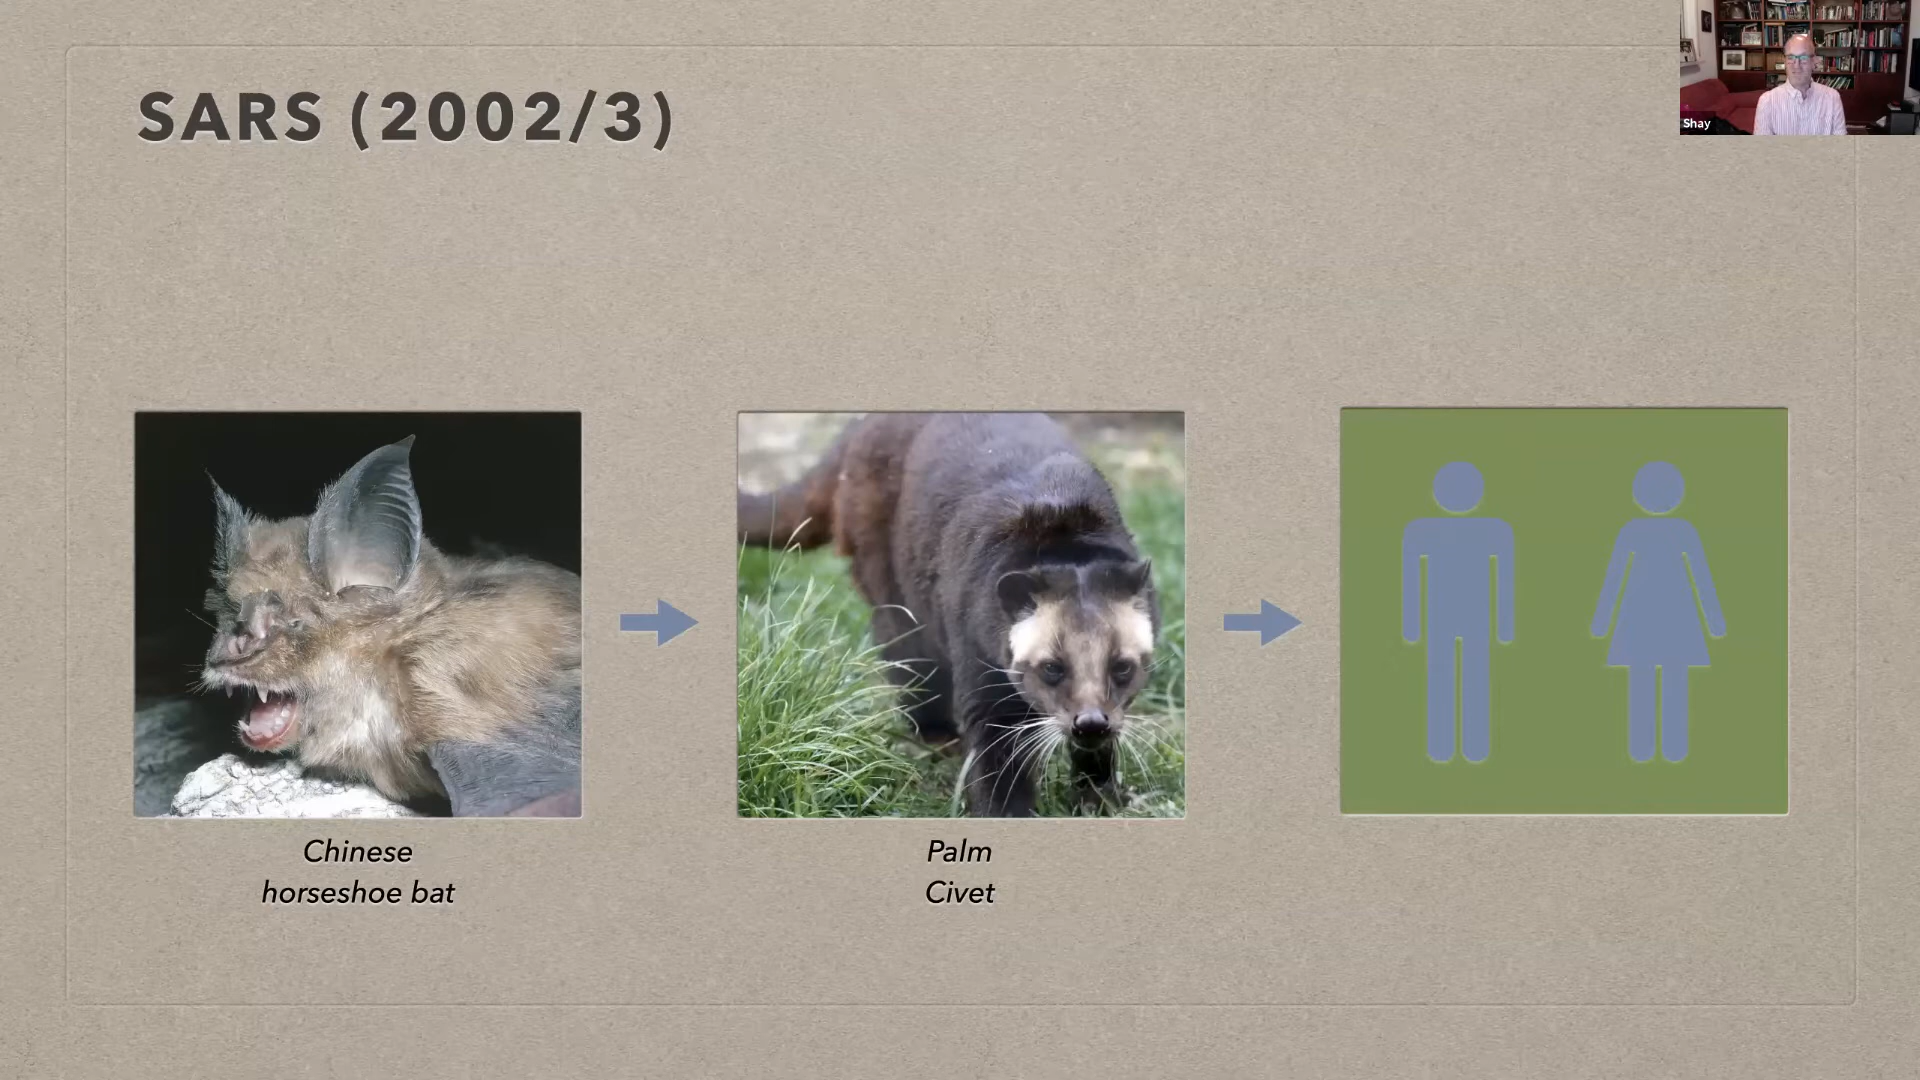 SARS (2002/3)
Shay
Chinese
horseshoe bat
Palm
Civet